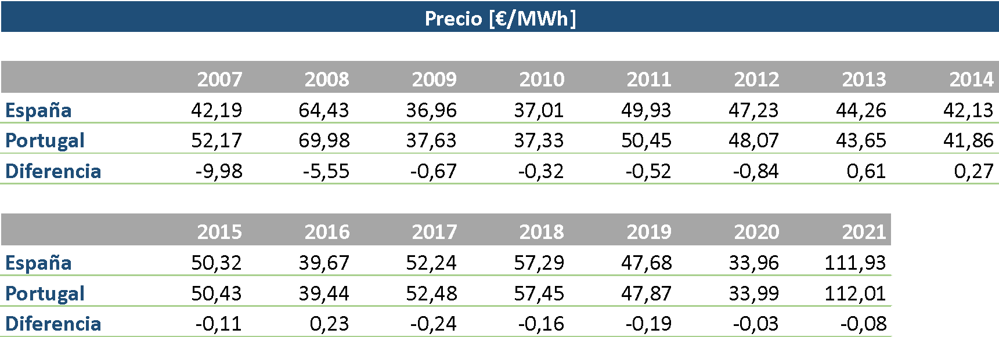 Precio [€/MWh]
2007 2008 2009 2010 2011 2012 2013 2014
España 42,19 64,43 36,96 37,01 49,93 47,23 44,26 42,13
Portugal 52,17 69,98 37,63 37,33 50,45 48,07 43,65 41,86
Diferencia -9,98 -5,55 -0,67 -0,32 -0,52 -0,84 0,61 0,27
2015 2016 2017 2018 2019 2020 2021
España 50,32 39,67 52,24 57,29 47,68 33,96 111,93
Portugal 50,43 39,44 52,48 57,45 47,87 33,99 112,01
Diferencia -0,11 0,23 -0,24 -0,16 -0,19 -0,03 -0,08